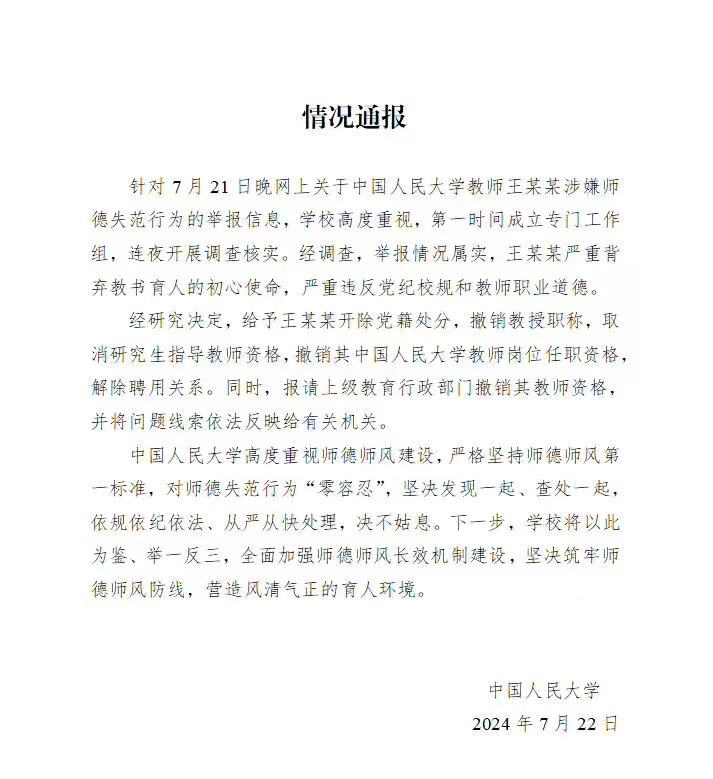 情况通报
针对 7 月 21 日晚网上关于中国人民大学教师王某某涉嫌师
德失范行为的举报信息，学校高度重视，第一时间成立专门工作
组，连夜开展调查核实。经调查，举报情况属实，王某某严重背
弃教书育人的初心使命，严重违反党纪校规和教师职业道德。
经研究决定，给予王某某开除党籍处分，撤销教授职称，取
消研究生指导教师资格，撤销其中国人民大学教师岗位任职资格，
解除聘用关系。同时，报请上级教育行政部门撤销其教师资格，
并将问题线索依法反映给有关机关。
中国人民大学高度重视师德师风建设，严格坚持师德师风第
一标准，对师德失范行为“零容忍”，坚决发现一起、查处一起，
依规依纪依法、从严从快处理，决不姑息。下一步，学校将以此
为鉴、举一反三，全面加强师德师风长效机制建设，坚决筑牢师
德师风防线，营造风清气正的育人环境。
中国人民大学
2024 年 7 月 22 日